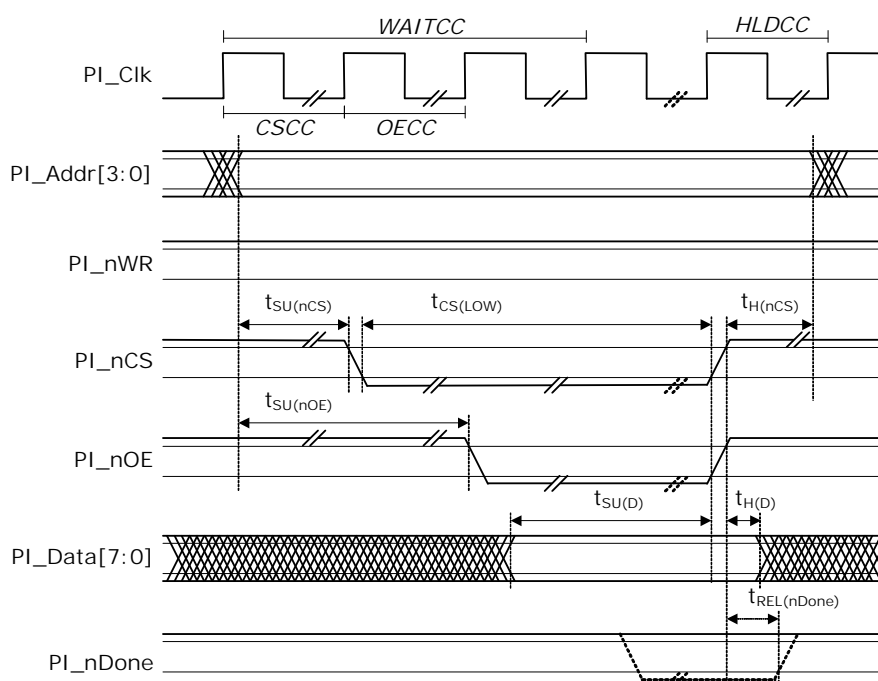 WAITCC
HLDCC
PI_Clk
CSCC
OECC
PI_Addr[3:0]
PI_nWR
tSU(nCS)
tCS(LOW)
tH(nCS)
PI_nCS
tSU(nOE)
PI_nOE
tSU(D)
tH(D)
PI_Data[7:0]
tREL(nDone)
PI_nDone